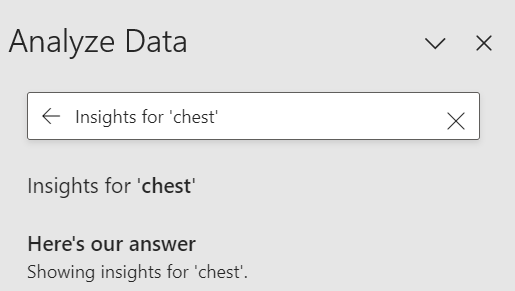 Analyze Data
Insights for 'chest'
Insights for 'chest'
Here's our answer
Showing insights for 'chest'.